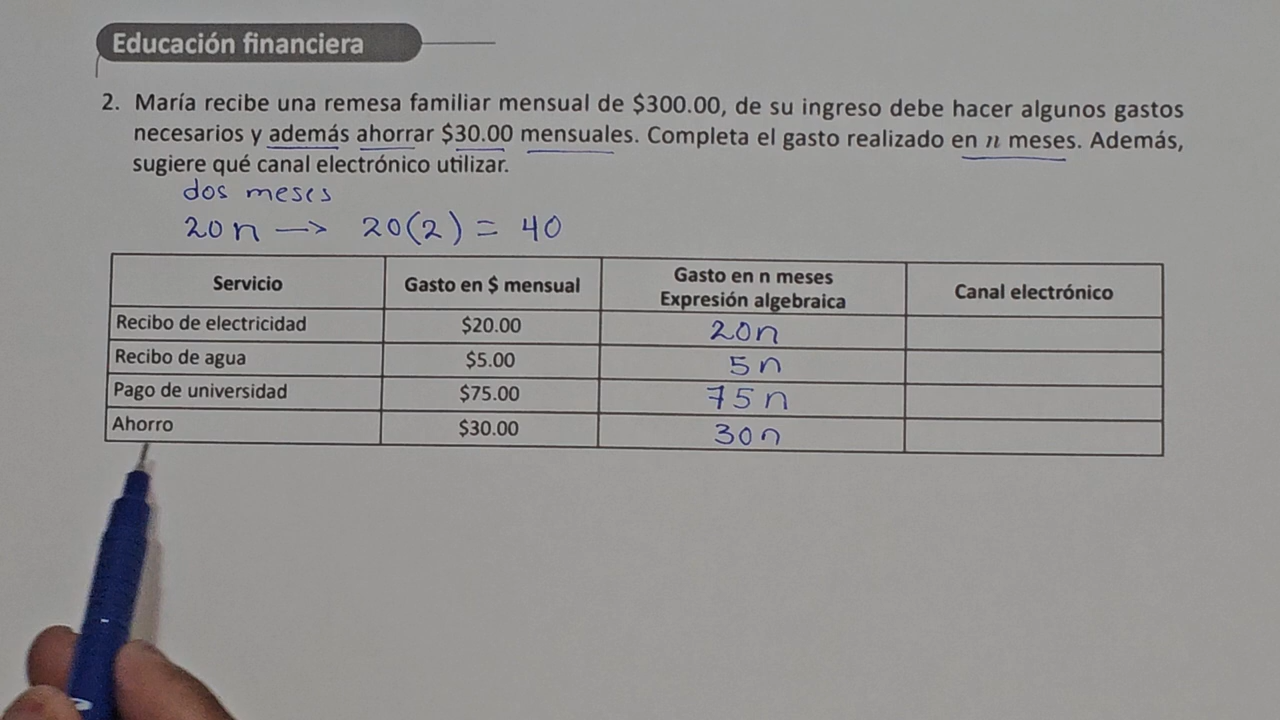 Educación financiera
2. María recibe una remesa familiar mensual de $300.00, de su ingreso debe hacer algunos gastos
necesarios y además ahorrar $30.00 mensuales. Completa el gasto realizado en n meses. Además,
sugiere qué canal electrónico utilizar.
dos meses
20n —> 20(2) = 40
Servicio Gasto en $ mensual Gasto en n meses Expresión algebraica Canal electrónico
Recibo de electricidad $20.00 20n
Recibo de agua $5.00 5n
Pago de universidad $75.00 75n
Ahorro $30.00 30n